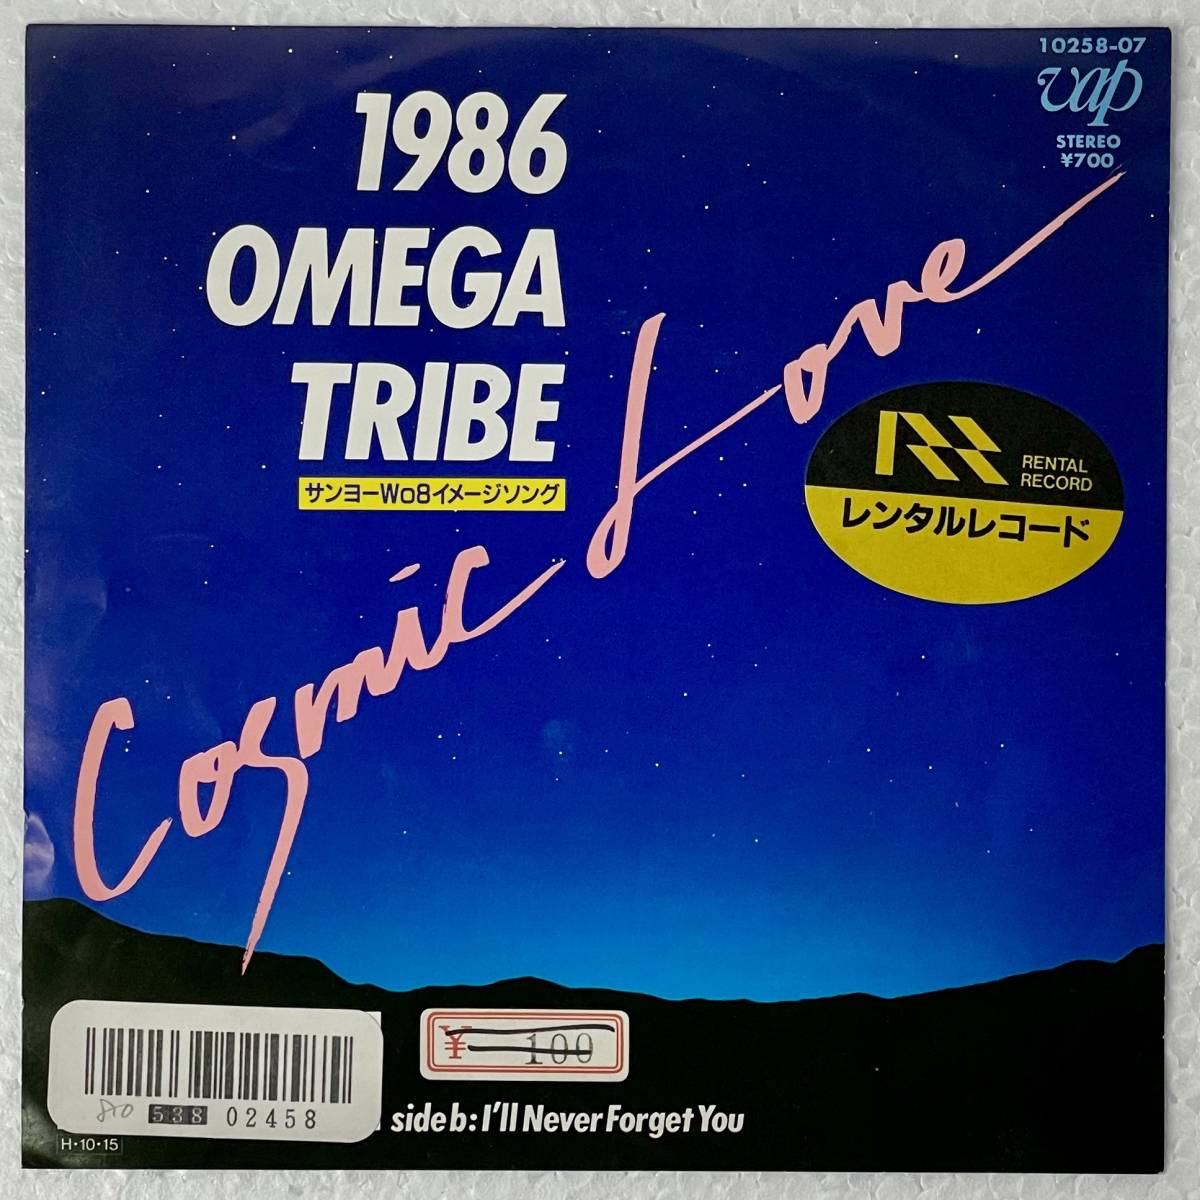 10258-07
vap
STEREO
¥700
1986
OMEGA
TRIBE
サンヨーWo8イメージソング
Cosmic Love
RENTAL
RECORD
レンタルレコード
¥ 100
538 02458
side b: I'll Never Forget You
H・10・15